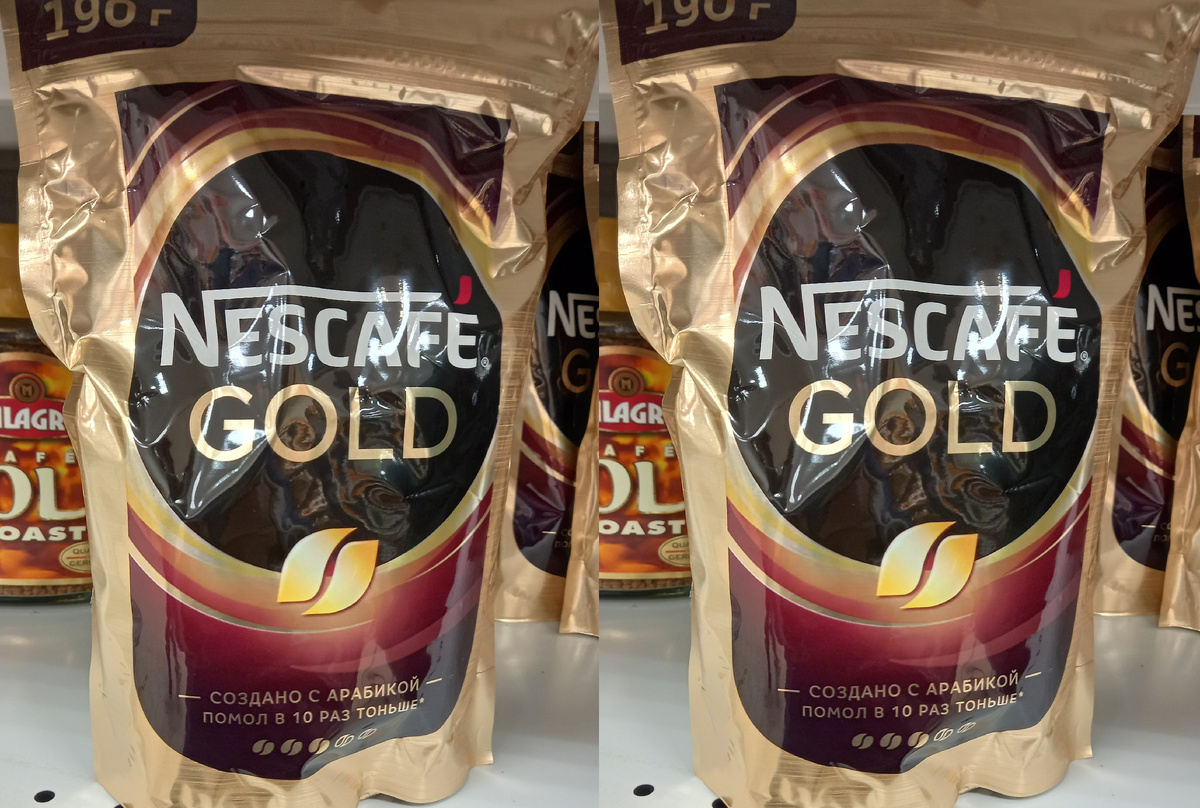 190 г
NESCAFÉ®
GOLD
СОЗДАНО С АРАБИКОЙ
ПОМОЛ В 10 РАЗ ТОНЬШЕ*
190 г
NESCAFÉ®
GOLD
СОЗДАНО С АРАБИКОЙ
ПОМОЛ В 10 РАЗ ТОНЬШЕ*